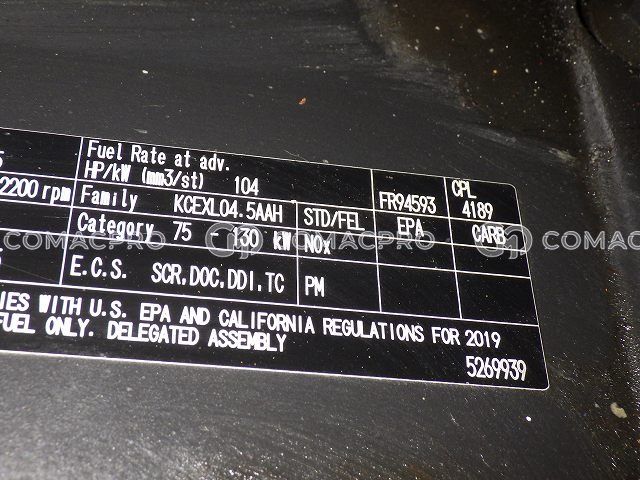 Fuel Rate at adv.
HP/kW (mm3/st) 104
FR94593
CPL
4189
2200 rpm
Family KCEXL04.5AAH
STD/FEL
EPA
CARB
Category 75 - 130 kW
NOx
COMACPRO
COMACPRO
COMACPRO
E.C.S. SCR.DOC.DDI.TC
PM
IES WITH U.S. EPA AND CALIFORNIA REGULATIONS FOR 2019
FUEL ONLY. DELEGATED ASSEMBLY
5269939